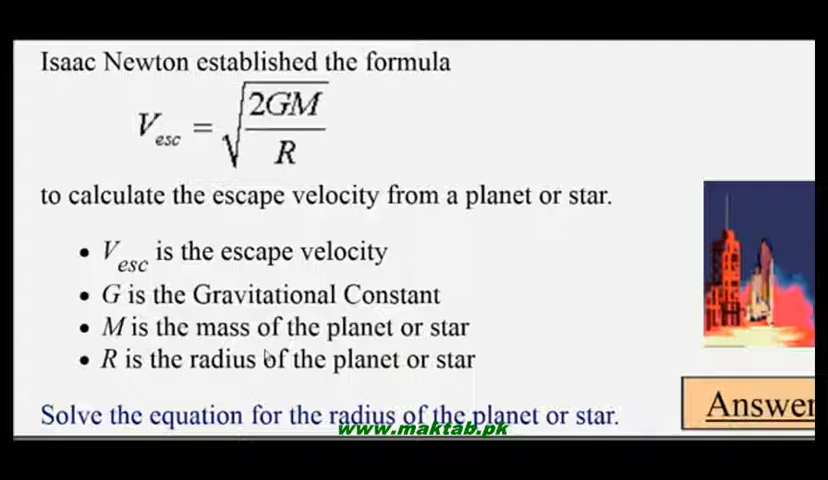 Isaac Newton established the formula
V_esc = √(2GM/R)
to calculate the escape velocity from a planet or star.
• V_esc is the escape velocity
• G is the Gravitational Constant
• M is the mass of the planet or star
• R is the radius of the planet or star
Solve the equation for the radius of the planet or star.
Answer
www.maktab.pk